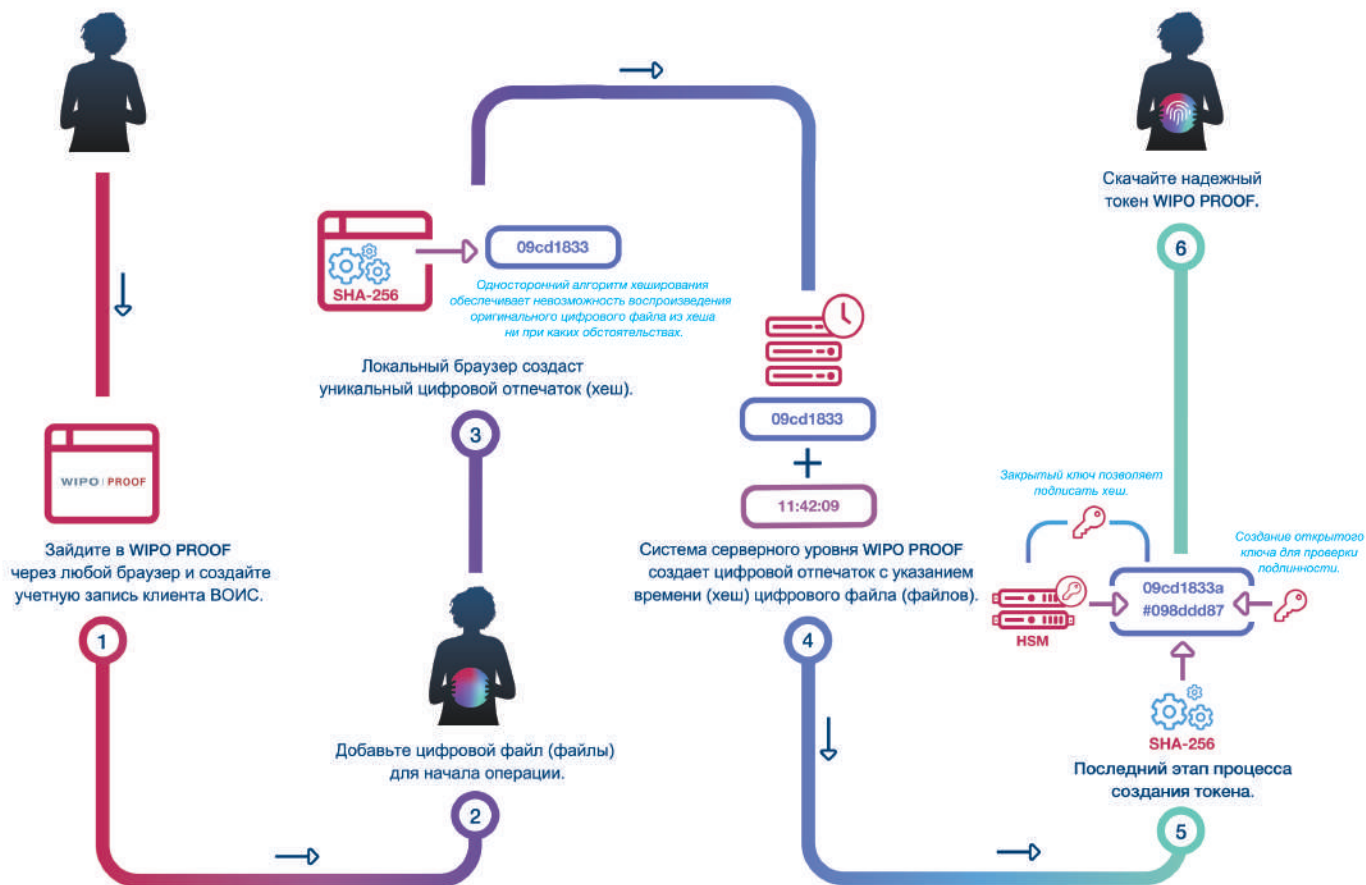 WIPO | PROOF
Зайдите в WIPO PROOF
через любой браузер и создайте
учетную запись клиента ВОИС.
1
Добавьте цифровой файл (файлы)
для начала операции.
2
SHA-256
09cd1833
Односторонний алгоритм хеширования
обеспечивает невозможность воспроизведения
оригинального цифрового файла из хеша
ни при каких обстоятельствах.
Локальный браузер создаст
уникальный цифровой отпечаток (хеш).
3
09cd1833
+
11:42:09
Система серверного уровня WIPO PROOF
создает цифровой отпечаток с указанием
времени (хеш) цифрового файла (файлов).
4
Закрытый ключ позволяет
подписать хеш.
Создание открытого
ключа для проверки
подлинности.
HSM
09cd1833a
#098ddd87
SHA-256
Последний этап процесса
создания токена.
5
Скачайте надежный
токен WIPO PROOF.
6